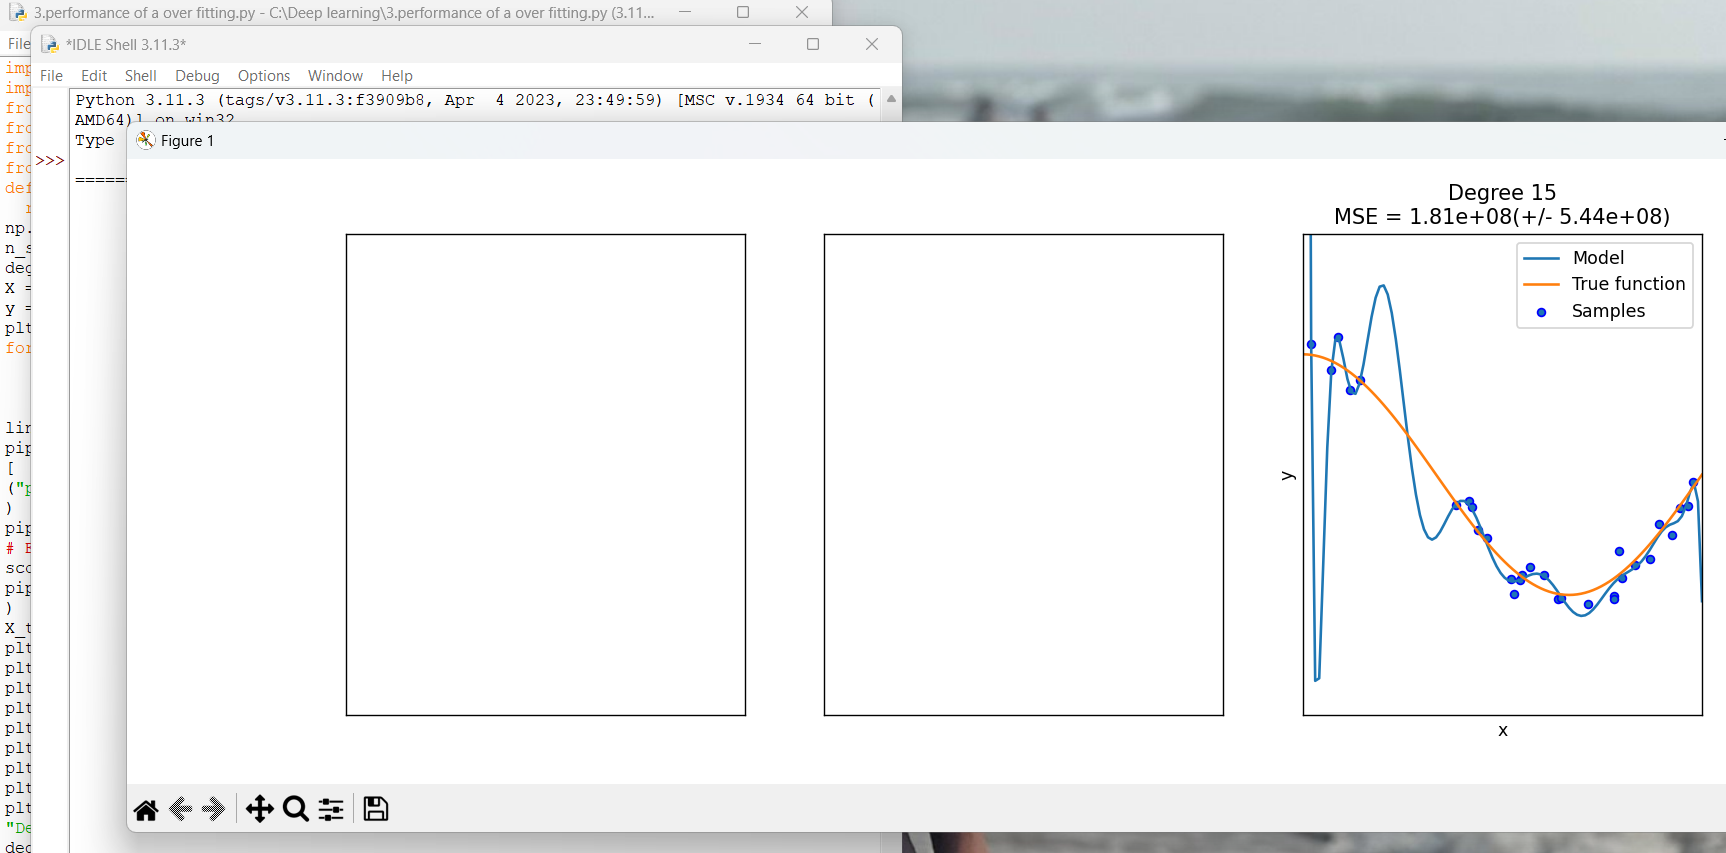 3.performance of a over fitting.py - C:\Deep learning\3.performance of a over fitting.py (3.11...
File
*IDLE Shell 3.11.3*
File Edit Shell Debug Options Window Help
Python 3.11.3 (tags/v3.11.3:f3909b8, Apr  4 2023, 23:49:59) [MSC v.1934 64 bit (
AMD64)] on win32
Type
>>>
======
Figure 1
Degree 15
MSE = 1.81e+08(+/- 5.44e+08)
Model
True function
Samples
y
x
imp
imp
fro
fro
fro
fro
def
np.
n_s
deg
X =
y =
plt
for
lin
pip
[
("p
)
pip
# E
sco
pip
)
X_t
plt
plt
plt
plt
plt
plt
plt
plt
plt
"De
deg